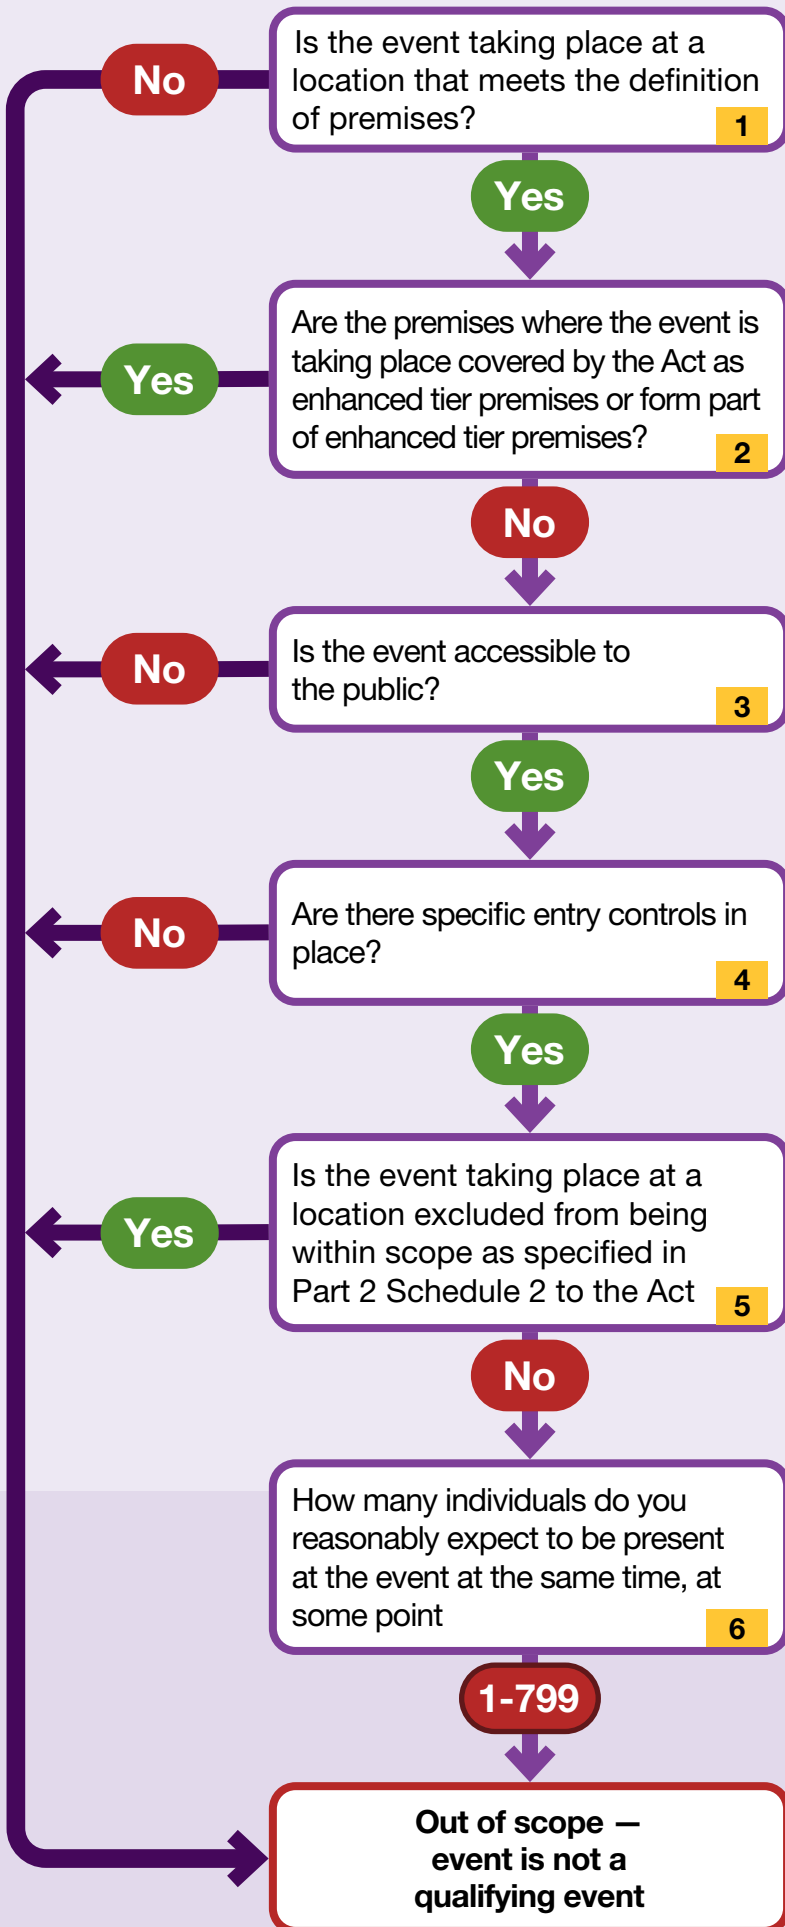 No
Is the event taking place at a
location that meets the definition
of premises?
1
Yes
Are the premises where the event is
taking place covered by the Act as
enhanced tier premises or form part
of enhanced tier premises?
2
Yes
No
Is the event accessible to
the public?
3
No
Yes
Are there specific entry controls in
place?
4
No
Yes
Is the event taking place at a
location excluded from being
within scope as specified in
Part 2 Schedule 2 to the Act
5
Yes
No
How many individuals do you
reasonably expect to be present
at the event at the same time, at
some point
6
1-799
Out of scope —
event is not a
qualifying event